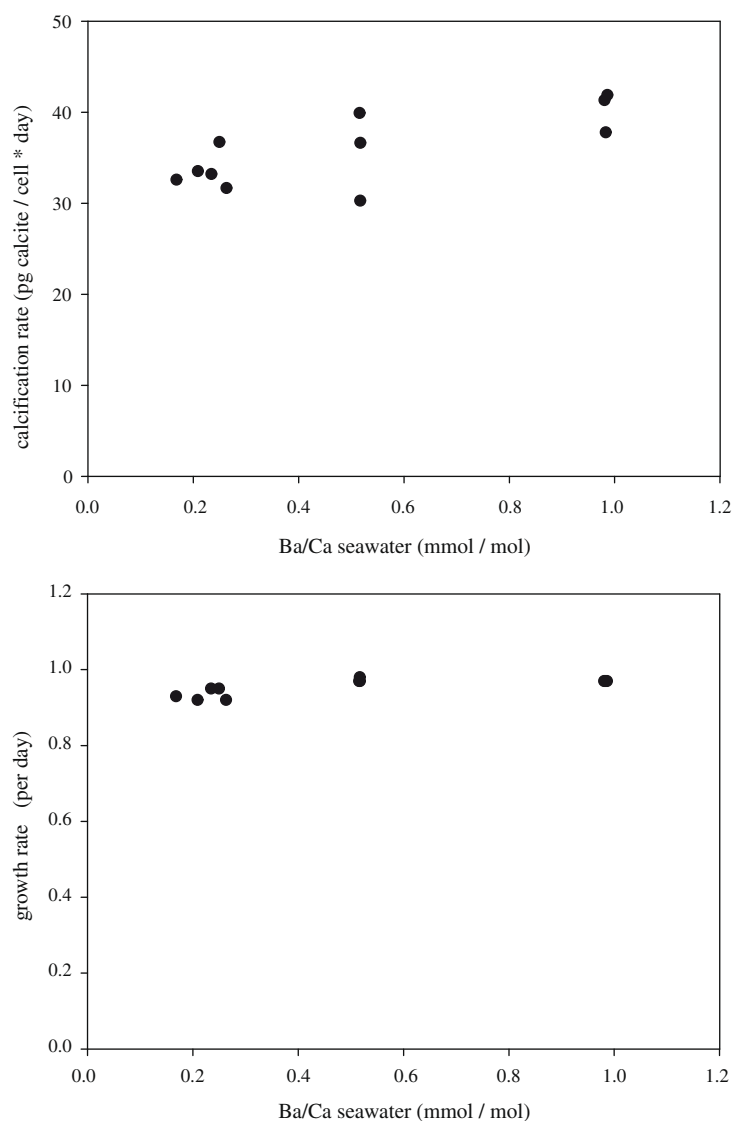 50
40
30
20
10
0
calcification rate (pg calcite / cell * day)
0.0 0.2 0.4 0.6 0.8 1.0 1.2
Ba/Ca seawater (mmol / mol)
1.2
1.0
0.8
0.6
0.4
0.2
0.0
growth rate (per day)
0.0 0.2 0.4 0.6 0.8 1.0 1.2
Ba/Ca seawater (mmol / mol)